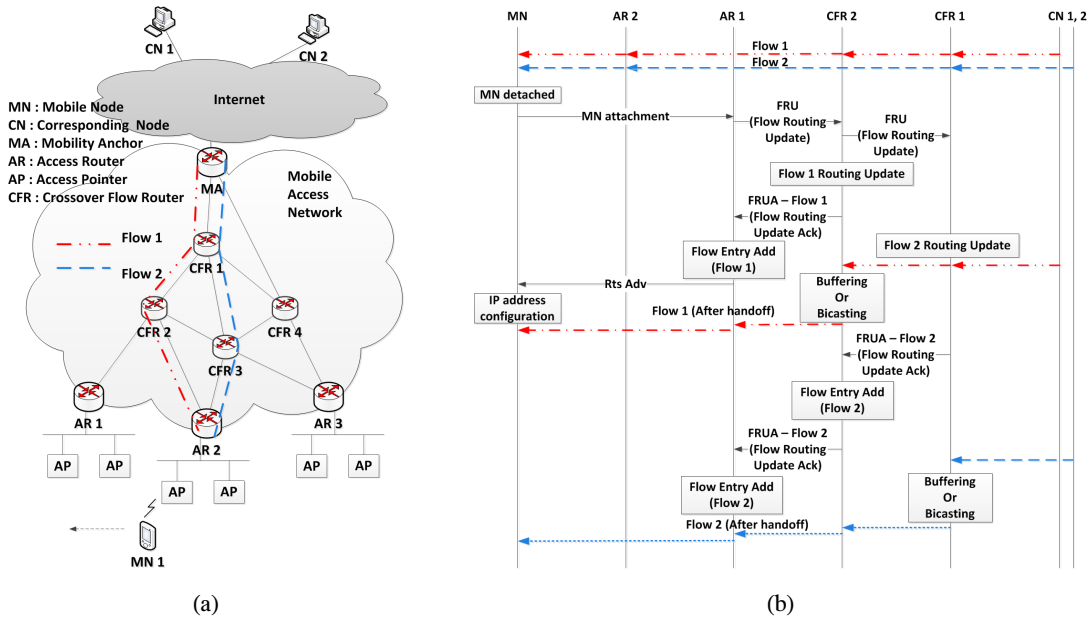 CN 1
CN 2
Internet
MN : Mobile Node
CN : Corresponding Node
MA : Mobility Anchor
AR : Access Router
AP : Access Pointer
CFR : Crossover Flow Router
MA
Mobile
Access
Network
Flow 1
Flow 2
CFR 1
CFR 2
CFR 4
CFR 3
AR 1
AR 2
AR 3
AP
AP
AP
AP
AP
AP
MN 1
(a)
MN
AR 2
AR 1
CFR 2
CFR 1
CN 1, 2
Flow 1
Flow 2
MN detached
MN attachment
FRU
(Flow Routing
Update)
FRU
(Flow Routing
Update)
Flow 1 Routing Update
FRUA – Flow 1
(Flow Routing
Update Ack)
Flow 2 Routing Update
Flow Entry Add
(Flow 1)
Rts Adv
Buffering
Or
Bicasting
IP address
configuration
Flow 1 (After handoff)
FRUA – Flow 2
(Flow Routing
Update Ack)
Flow Entry Add
(Flow 2)
FRUA – Flow 2
(Flow Routing
Update Ack)
Flow Entry Add
(Flow 2)
Buffering
Or
Bicasting
Flow 2 (After handoff)
(b)